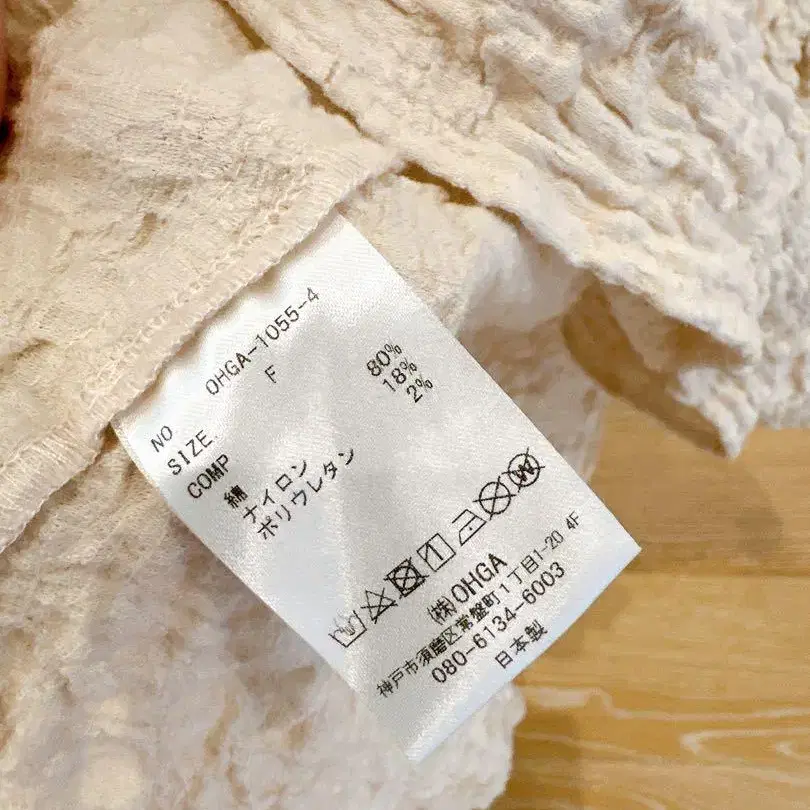 NO OHGA-1055-4
SIZE F
COMP
綿 80%
ナイロン 18%
ポリウレタン 2%
㈱OHGA
神戸市須磨区常盤町1丁目1-20 4F
080-6134-6003
日本製